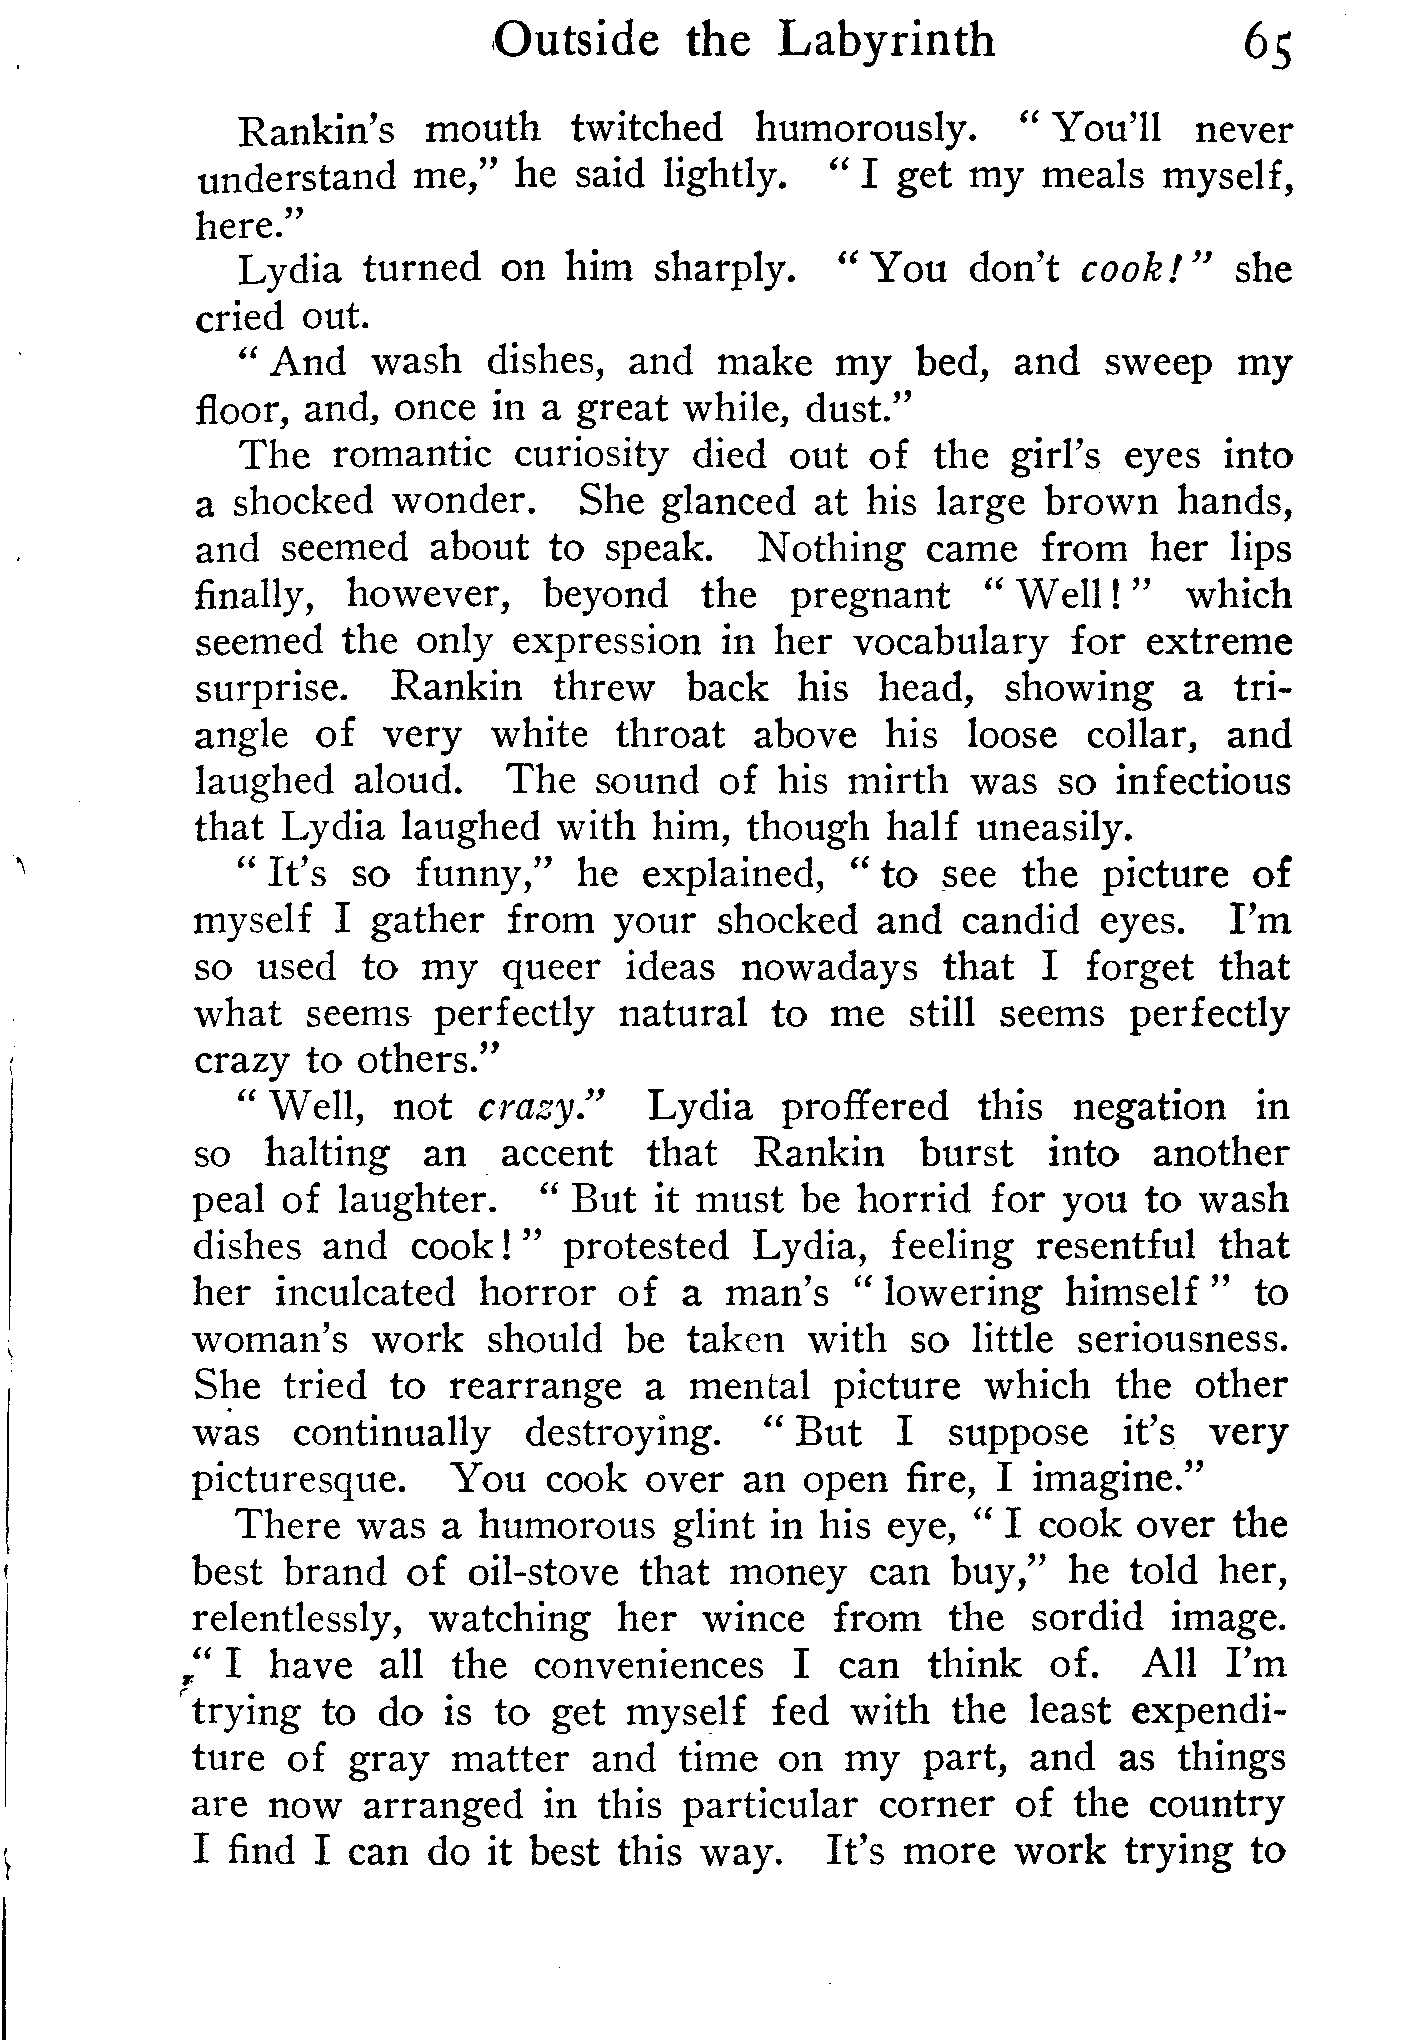 Outside the Labyrinth 65
Rankin's mouth twitched humorously. "You'll never
understand me," he said lightly. "I get my meals myself,
here."
Lydia turned on him sharply. "You don't cook!" she
cried out.
"And wash dishes, and make my bed, and sweep my
floor, and, once in a great while, dust."
The romantic curiosity died out of the girl's eyes into
a shocked wonder. She glanced at his large brown hands,
and seemed about to speak. Nothing came from her lips
finally, however, beyond the pregnant "Well!" which
seemed the only expression in her vocabulary for extreme
surprise. Rankin threw back his head, showing a tri-
angle of very white throat above his loose collar, and
laughed aloud. The sound of his mirth was so infectious
that Lydia laughed with him, though half uneasily.
"It's so funny," he explained, "to see the picture of
myself I gather from your shocked and candid eyes. I'm
so used to my queer ideas nowadays that I forget that
what seems perfectly natural to me still seems perfectly
crazy to others."
"Well, not crazy." Lydia proffered this negation in
so halting an accent that Rankin burst into another
peal of laughter. "But it must be horrid for you to wash
dishes and cook!" protested Lydia, feeling resentful that
her inculcated horror of a man's "lowering himself" to
woman's work should be taken with so little seriousness.
She tried to rearrange a mental picture which the other
was continually destroying. "But I suppose it's very
picturesque. You cook over an open fire, I imagine."
There was a humorous glint in his eye, "I cook over the
best brand of oil-stove that money can buy," he told her,
relentlessly, watching her wince from the sordid image.
"I have all the conveniences I can think of. All I'm
trying to do is to get myself fed with the least expendi-
ture of gray matter and time on my part, and as things
are now arranged in this particular corner of the country
I find I can do it best this way. It's more work trying to